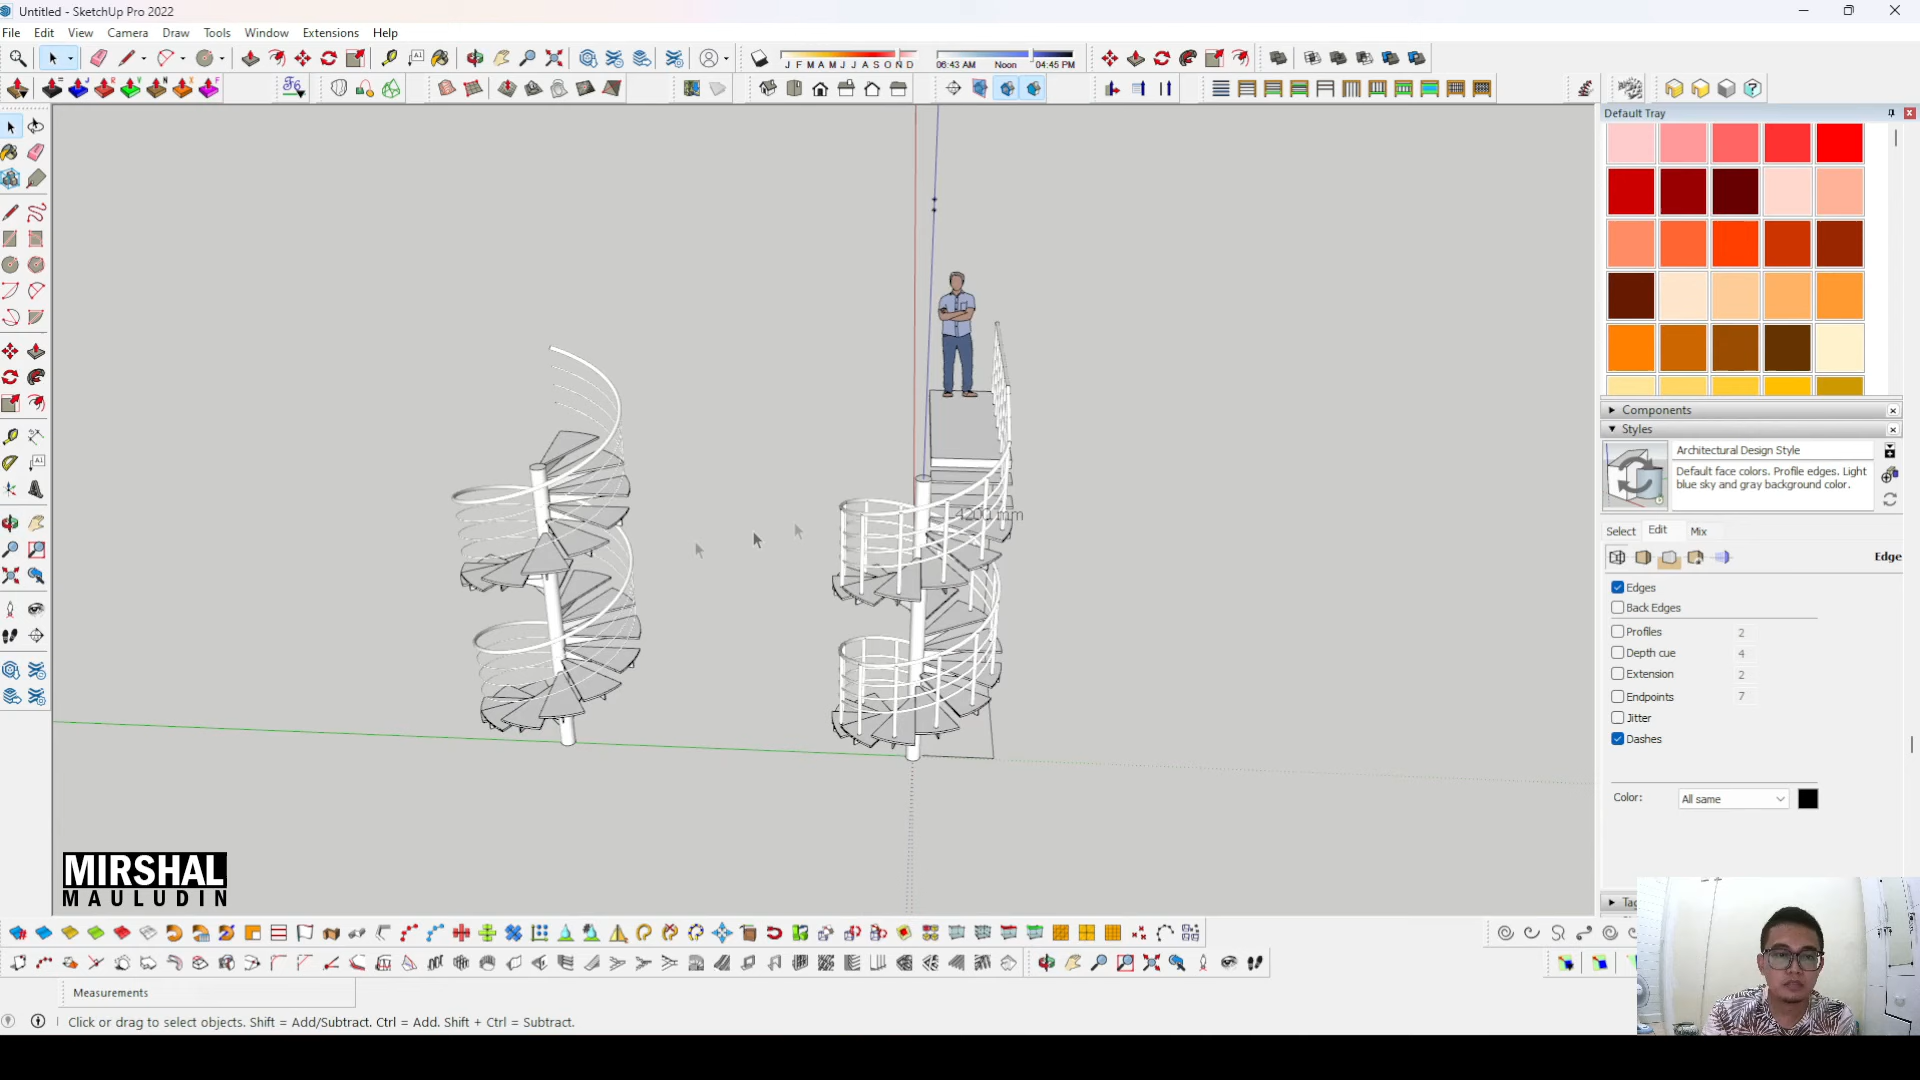 Untitled - SketchUp Pro 2022
File Edit View Camera Draw Tools Window Extensions Help
J F M A M J J A S O N D
06:43 AM Noon 04:45 PM
Default Tray
Components
Styles
Architectural Design Style
Default face colors. Profile edges. Light
blue sky and gray background color.
Select Edit Mix
Edge
Edges
Back Edges
Profiles 2
Depth cue 4
Extension 2
Endpoints 7
Jitter
Dashes
Color: All same
4200 mm
MIRSHAL
MAULUDIN
Measurements
Click or drag to select objects. Shift = Add/Subtract. Ctrl = Add. Shift + Ctrl = Subtract.